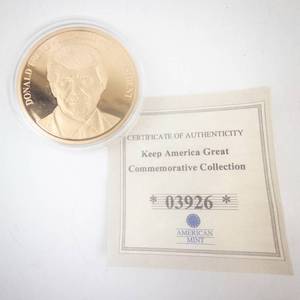 DONALD
CERTIFICATE OF AUTHENTICITY
Keep America Great
Commemorative Collection
* 03926 *
AMERICAN
MINT